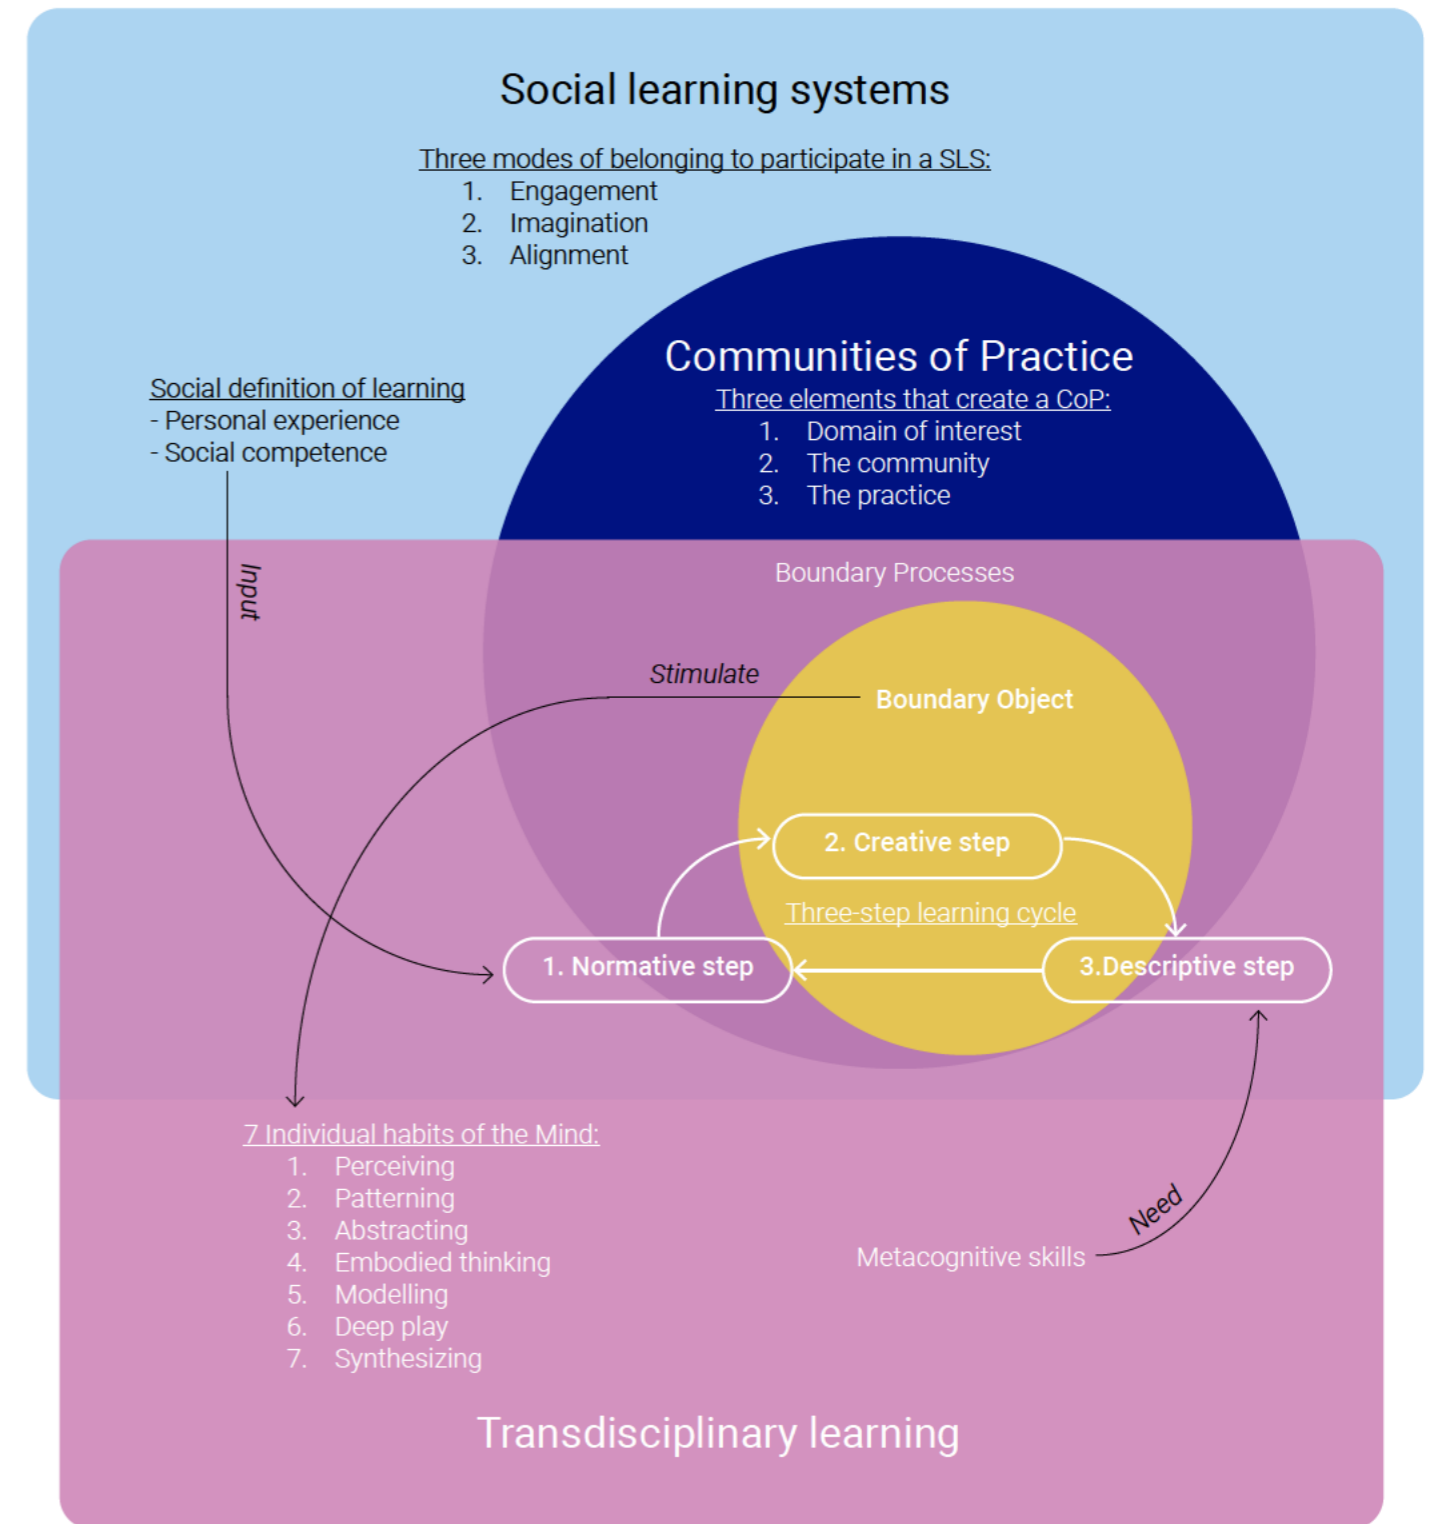 Social learning systems
Three modes of belonging to participate in a SLS:
1. Engagement
2. Imagination
3. Alignment
Communities of Practice
Three elements that create a CoP:
1. Domain of interest
2. The community
3. The practice
Social definition of learning
- Personal experience
- Social competence
Input
Boundary Processes
Stimulate
Boundary Object
2. Creative step
Three-step learning cycle
1. Normative step
3.Descriptive step
7 Individual habits of the Mind:
1. Perceiving
2. Patterning
3. Abstracting
4. Embodied thinking
5. Modelling
6. Deep play
7. Synthesizing
Need
Metacognitive skills
Transdisciplinary learning